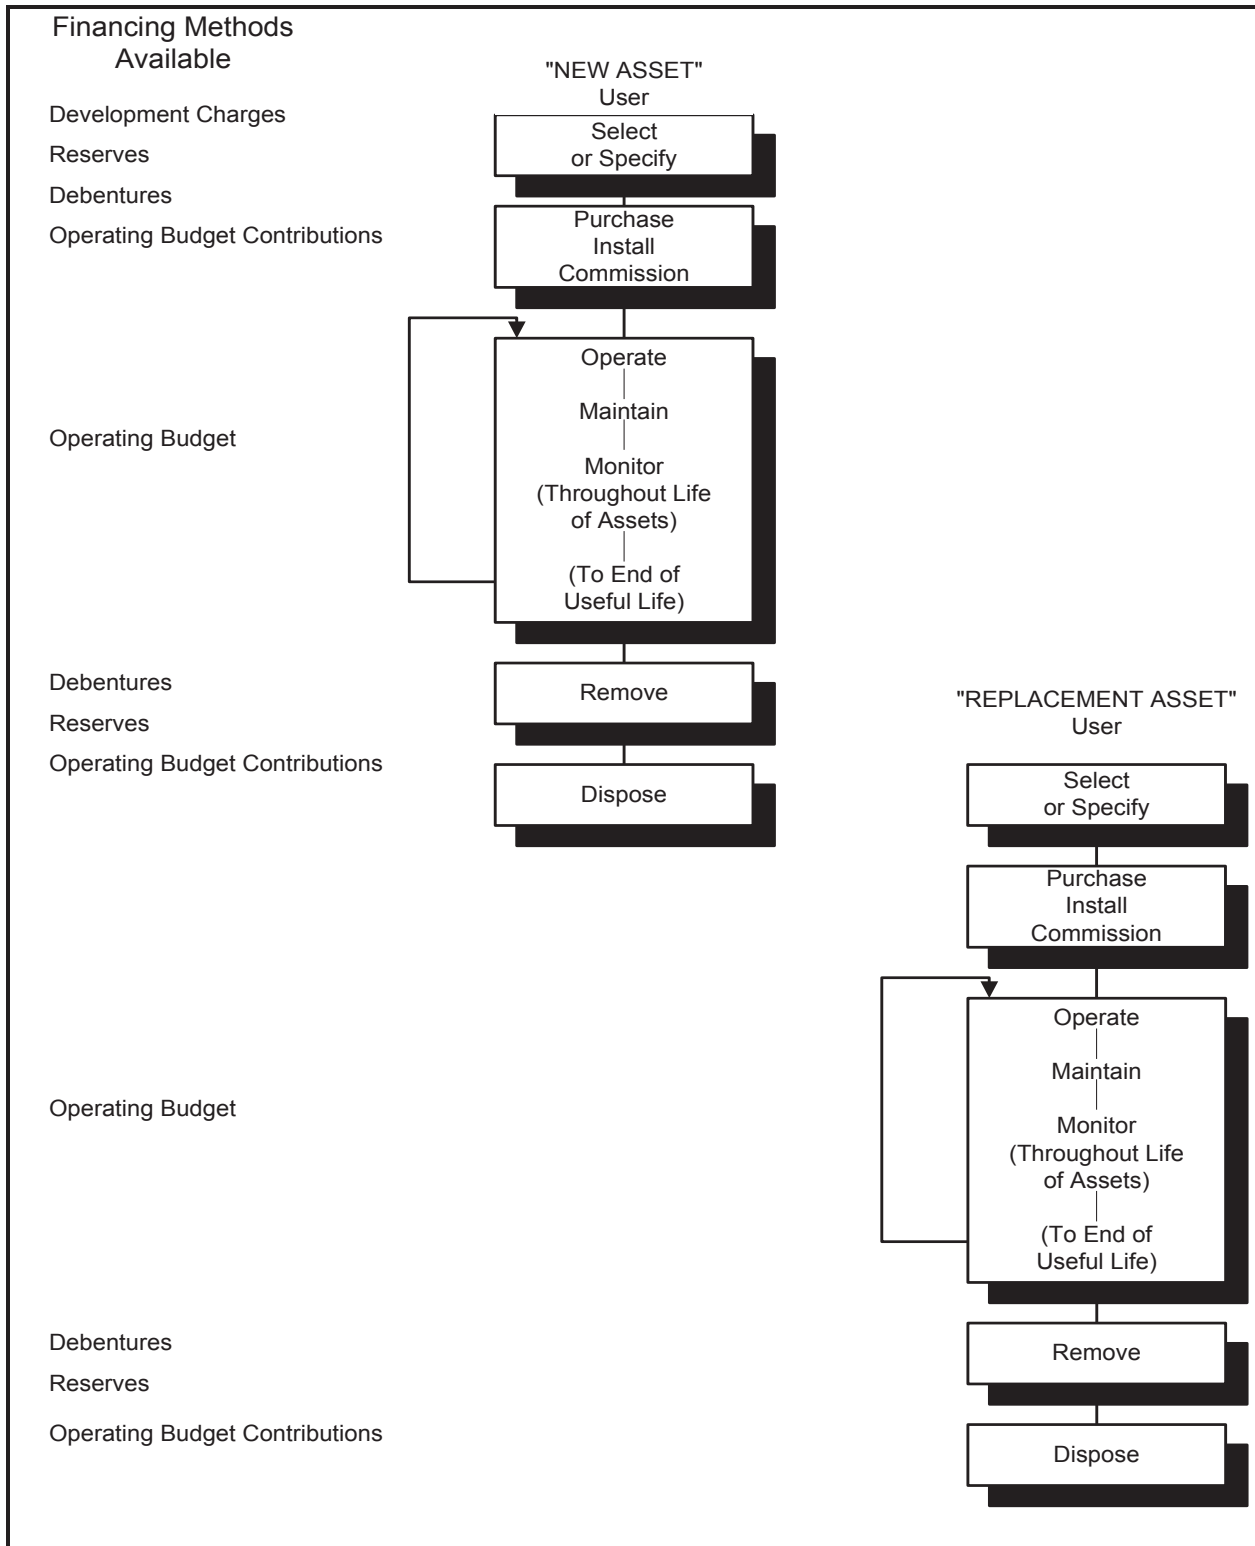 Financing Methods
Available
"NEW ASSET"
User
Development Charges
Reserves
Debentures
Operating Budget Contributions
Select
or Specify
Purchase
Install
Commission
Operating Budget
Operate
Maintain
Monitor
(Throughout Life
of Assets)
(To End of
Useful Life)
Debentures
Reserves
Operating Budget Contributions
Remove
Dispose
"REPLACEMENT ASSET"
User
Select
or Specify
Purchase
Install
Commission
Operating Budget
Operate
Maintain
Monitor
(Throughout Life
of Assets)
(To End of
Useful Life)
Debentures
Reserves
Operating Budget Contributions
Remove
Dispose